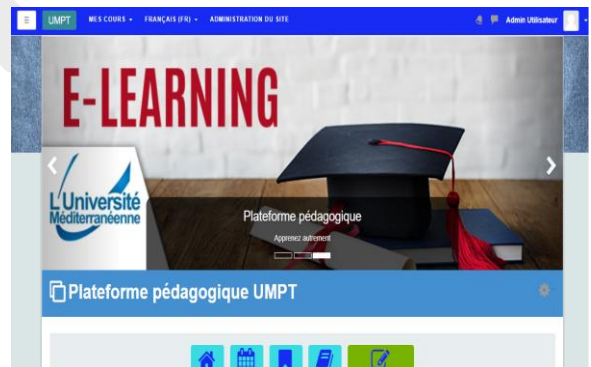 UMPT MES COURS FRANÇAIS (FR) ADMINISTRATION DU SITE Admin Utilisateur
E-LEARNING
L'Université
Méditerranéenne
Plateforme pédagogique
Apprenez autrement
Plateforme pédagogique UMPT